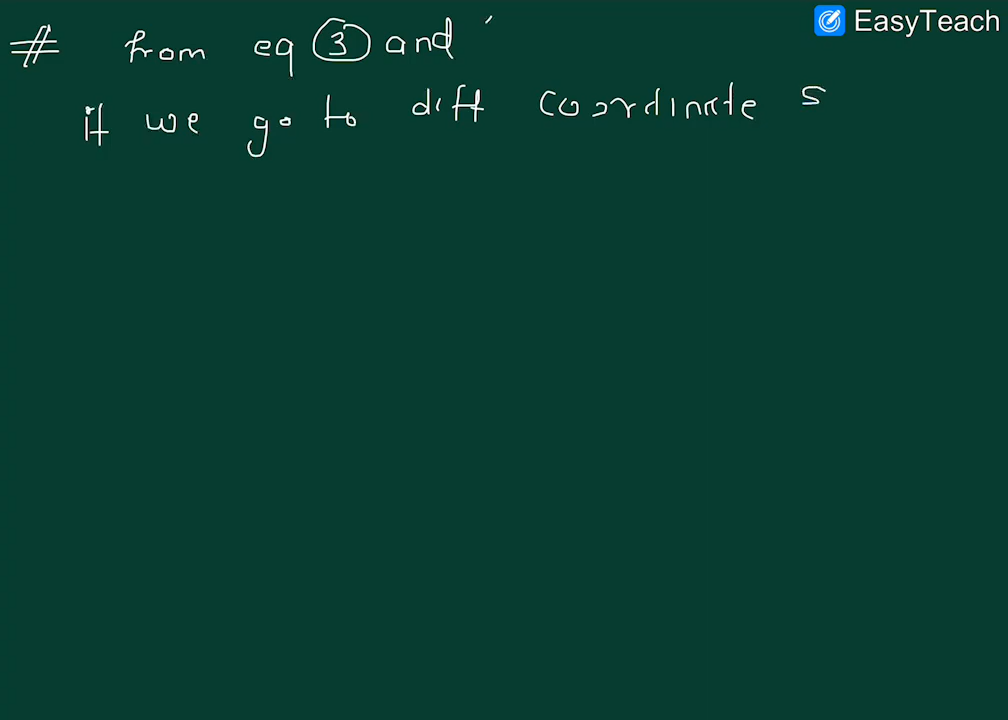 EasyTeach
# from eq ③ and '
if we go to diff coordinate s